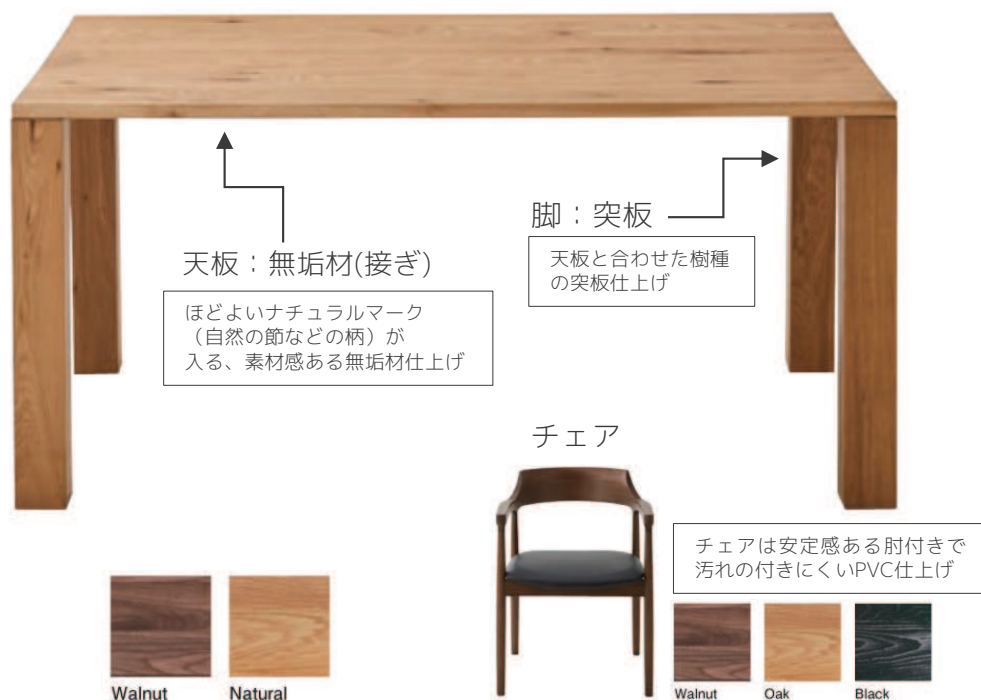 脚：突板
天板と合わせた樹種
の突板仕上げ
天板：無垢材(接ぎ)
ほどよいナチュラルマーク
（自然の節などの柄）が
入る、素材感ある無垢材仕上げ
チェア
チェアは安定感ある肘付きで
汚れの付きにくいPVC仕上げ
Walnut
Natural
Walnut
Oak
Black